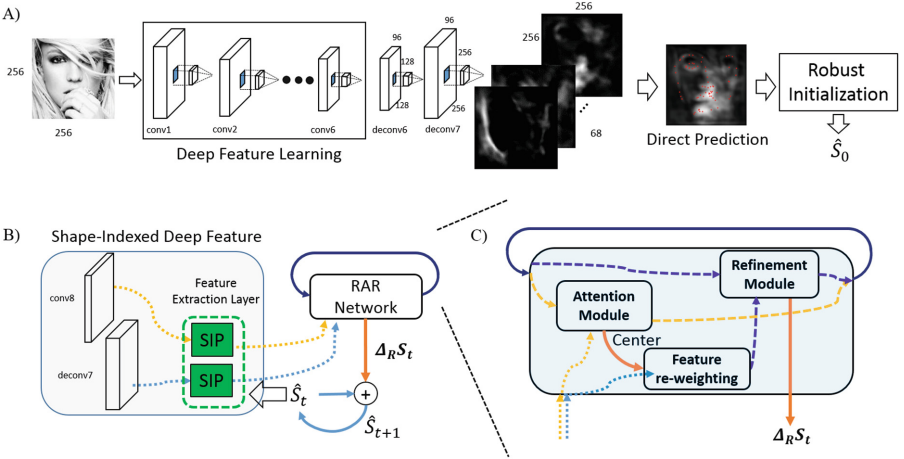 A)
256
256
conv1
conv2
conv6
Deep Feature Learning
96
128
128
deconv6
96
256
256
deconv7
256
256
68
Direct Prediction
Robust
Initialization
Ŝ0
B)
Shape-Indexed Deep Feature
conv8
deconv7
Feature
Extraction Layer
SIP
SIP
RAR
Network
ΔRSt
Ŝt
+
Ŝt+1
C)
Attention
Module
Refinement
Module
Center
Feature
re-weighting
ΔRSt